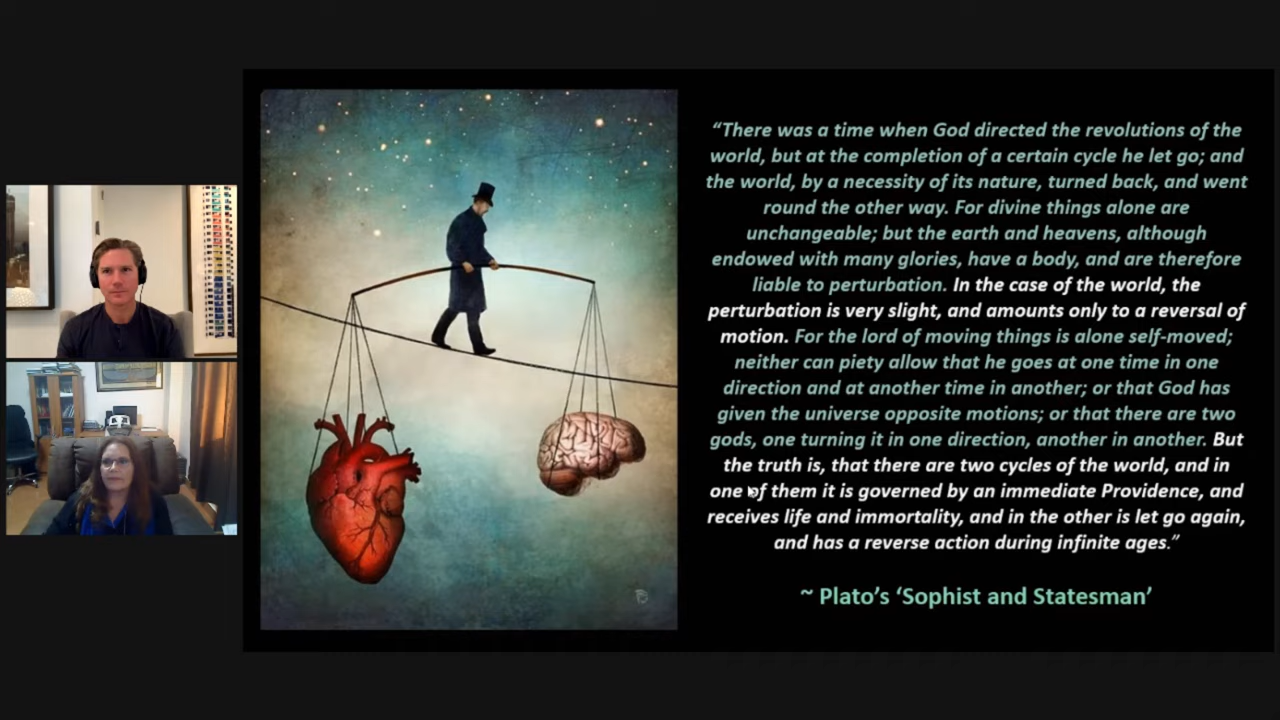 “There was a time when God directed the revolutions of the
world, but at the completion of a certain cycle he let go; and
the world, by a necessity of its nature, turned back, and went
round the other way. For divine things alone are
unchangeable; but the earth and heavens, although
endowed with many glories, have a body, and are therefore
liable to perturbation. In the case of the world, the
perturbation is very slight, and amounts only to a reversal of
motion. For the lord of moving things is alone self-moved;
neither can piety allow that he goes at one time in one
direction and at another time in another; or that God has
given the universe opposite motions; or that there are two
gods, one turning it in one direction, another in another. But
the truth is, that there are two cycles of the world, and in
one of them it is governed by an immediate Providence, and
receives life and immortality, and in the other is let go again,
and has a reverse action during infinite ages.”
~ Plato’s ‘Sophist and Statesman’